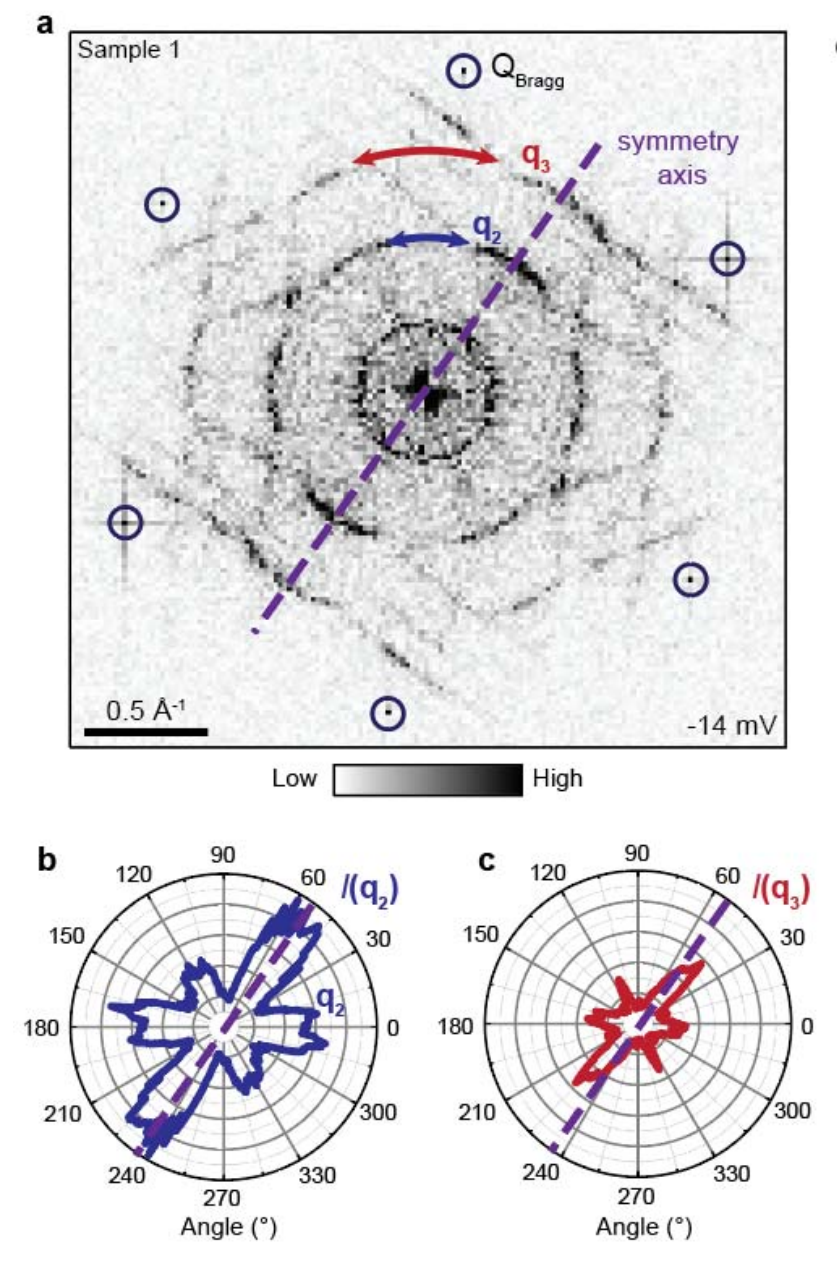 a
Sample 1
Q Bragg
symmetry
axis
q3
q2
0.5 Å-1
-14 mV
Low
High
b
90
120
60
I(q2)
150
30
q2
180
0
210
300
240
330
270
Angle (°)
c
90
120
60
I(q3)
150
30
180
0
210
300
240
330
270
Angle (°)